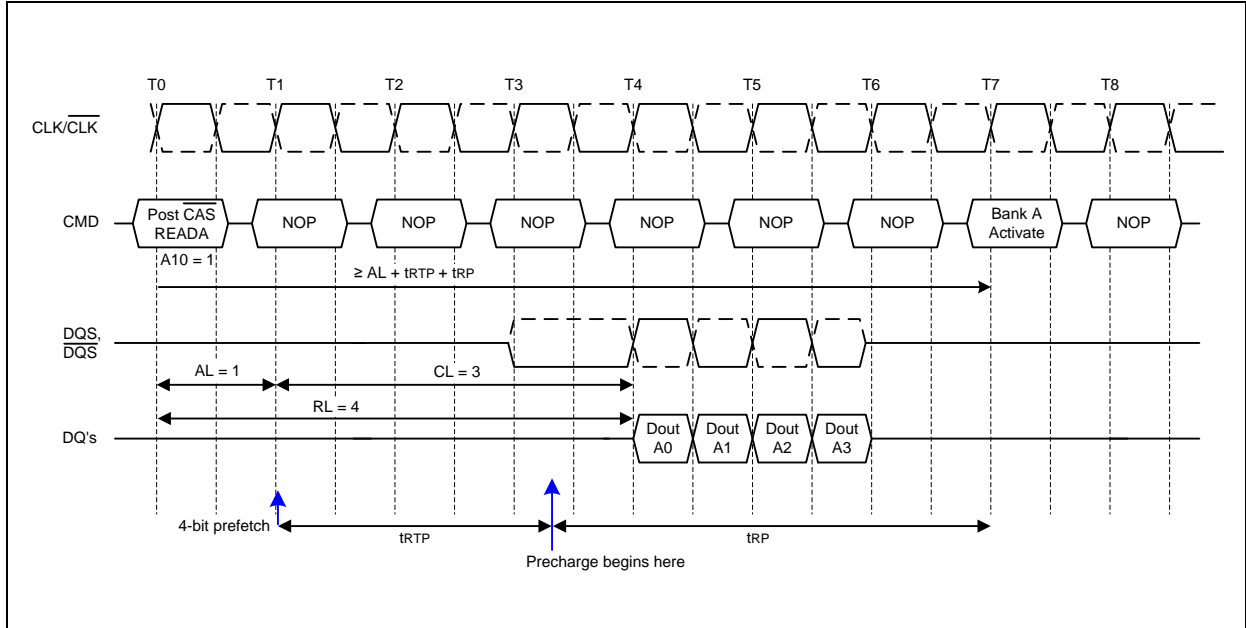 T0 T1 T2 T3 T4 T5 T6 T7 T8
CLK/CLK
CMD
Post CAS
READA
NOP NOP NOP NOP NOP NOP
Bank A
Activate
NOP
A10 = 1
≥ AL + tRTP + tRP
DQS,
DQS
AL = 1
CL = 3
RL = 4
DQ's
Dout
A0
Dout
A1
Dout
A2
Dout
A3
4-bit prefetch
tRTP
tRP
Precharge begins here